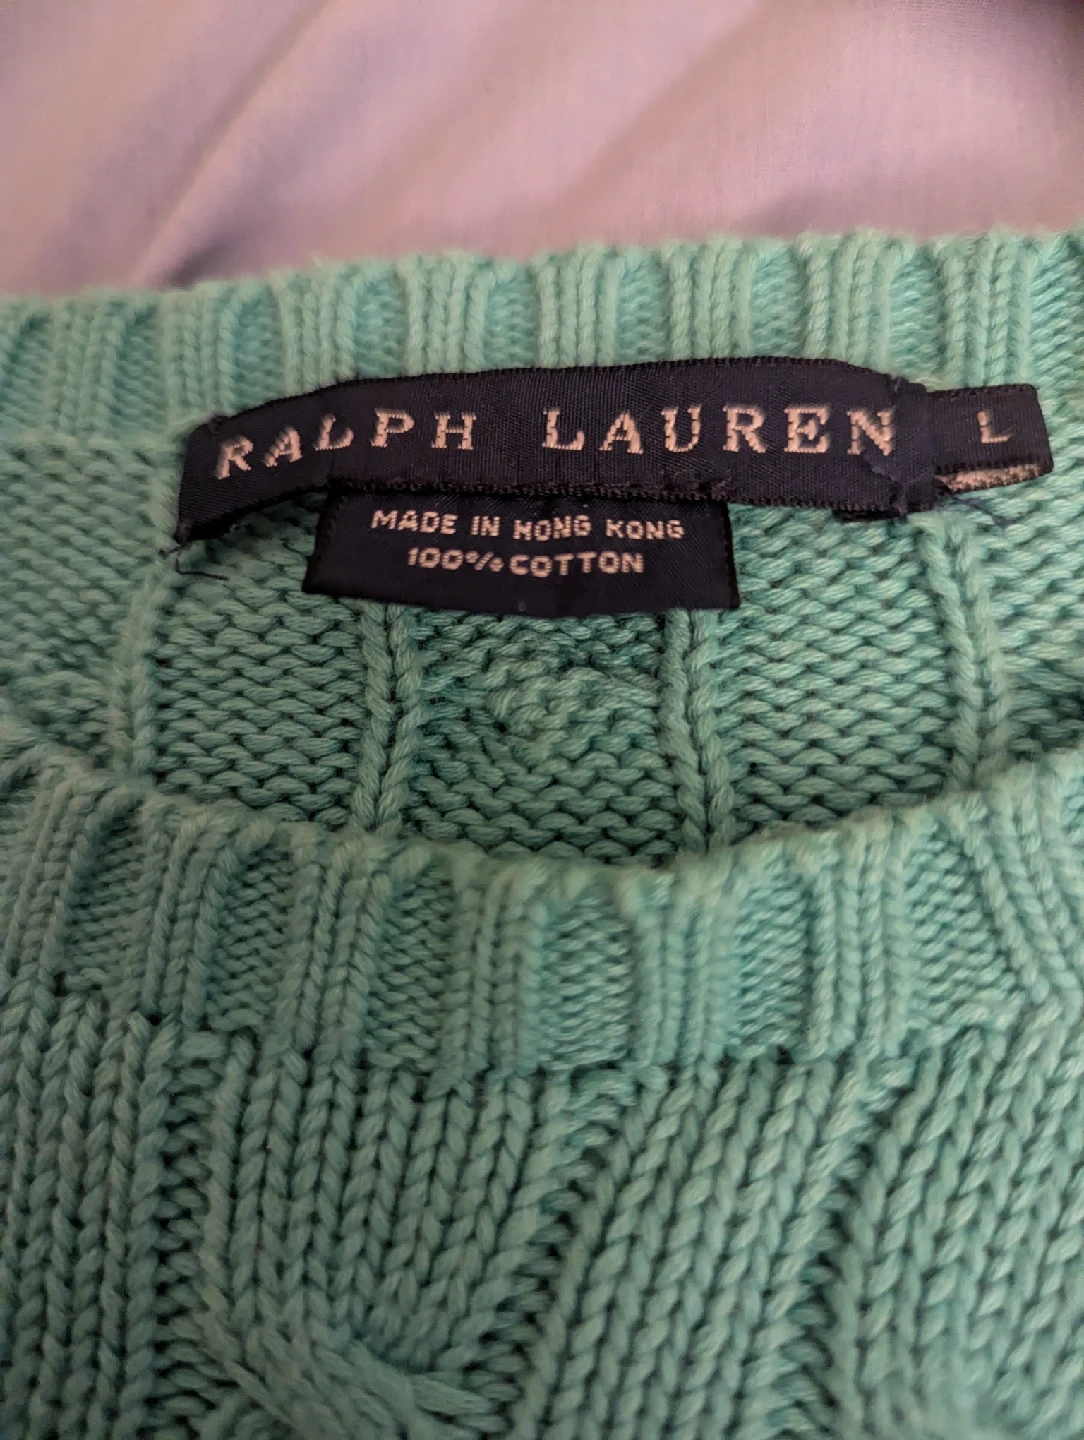 RALPH LAUREN L
MADE IN HONG KONG
100% COTTON